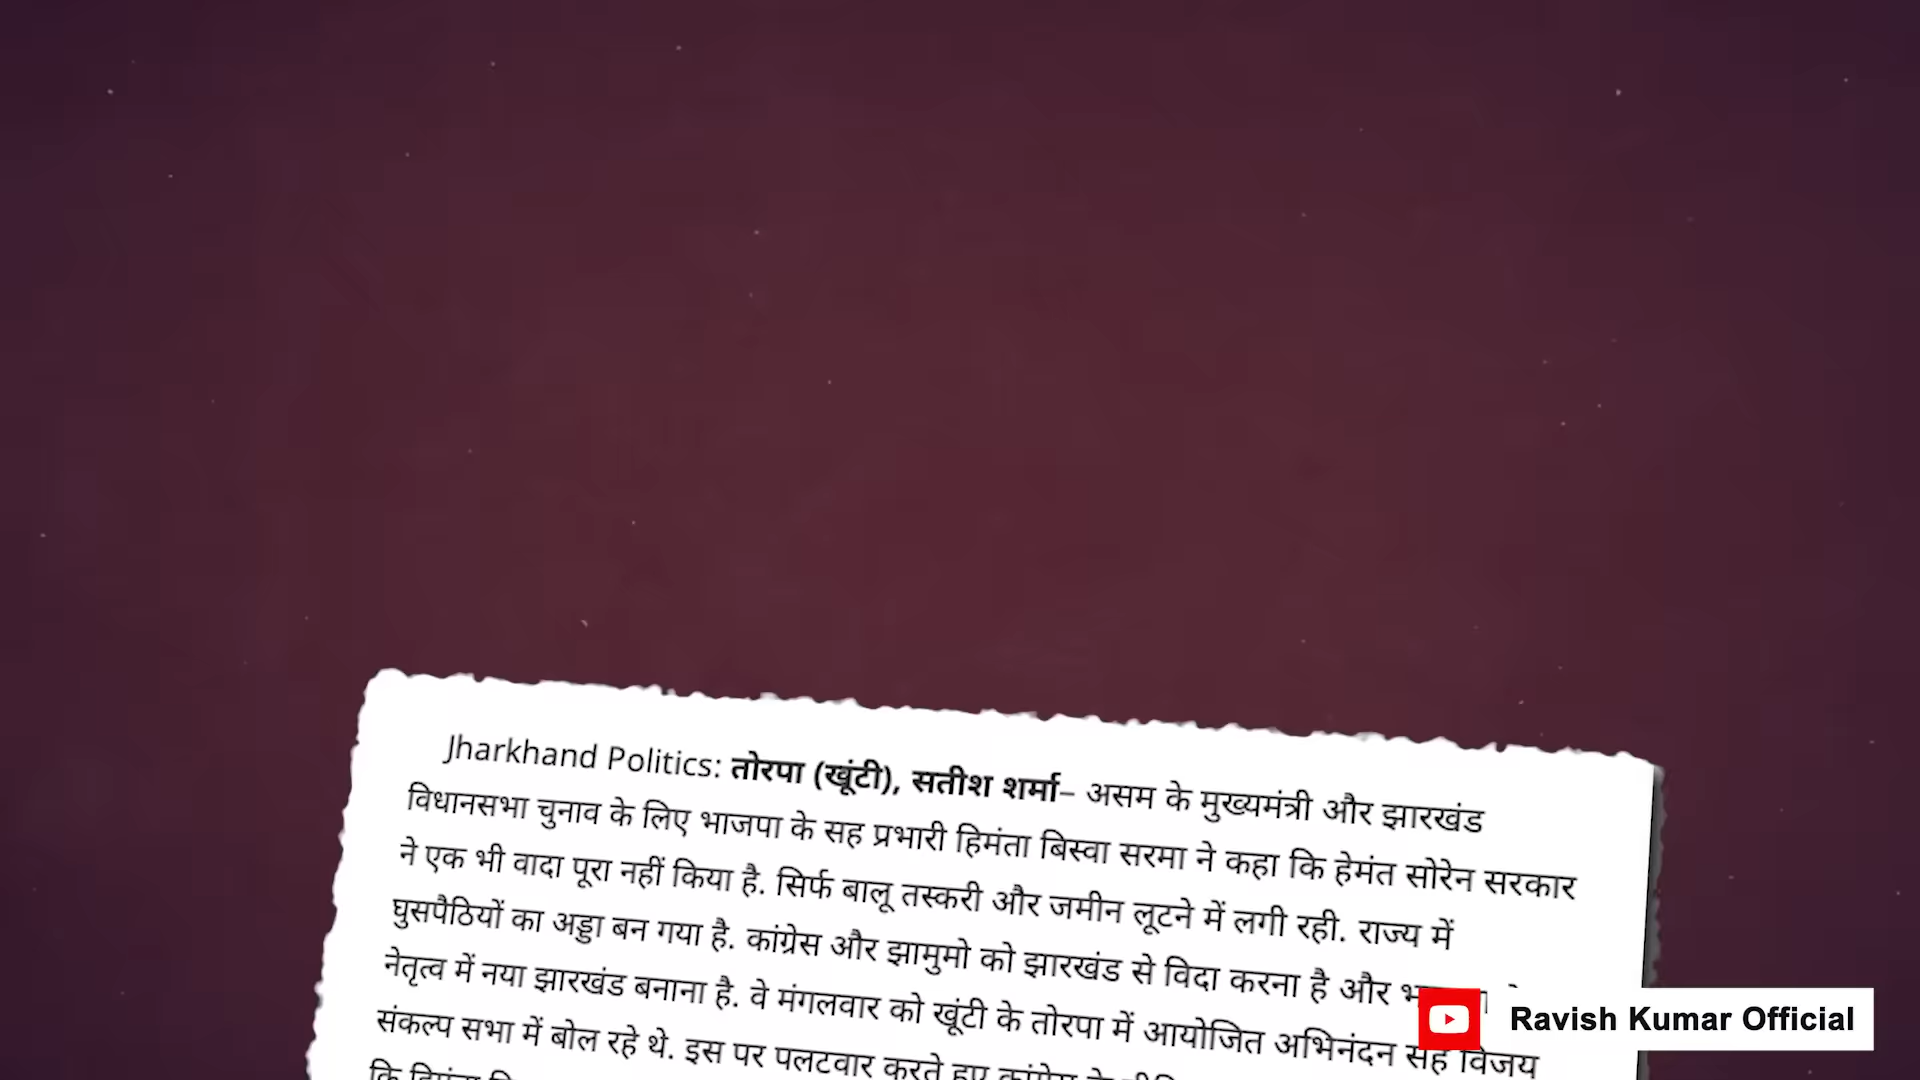 Jharkhand Politics: तोरपा (खूंटी), सतीश शर्मा– असम के मुख्यमंत्री और झारखंड
विधानसभा चुनाव के लिए भाजपा के सह प्रभारी हिमंता बिस्वा सरमा ने कहा कि हेमंत सोरेन सरकार
ने एक भी वादा पूरा नहीं किया है. सिर्फ बालू तस्करी और जमीन लूटने में लगी रही. राज्य में
घुसपैठियों का अड्डा बन गया है. कांग्रेस और झामुमो को झारखंड से विदा करना है और
नेतृत्व में नया झारखंड बनाना है. वे मंगलवार को खूंटी के तोरपा में आयोजित अभिनंदन सह विजय
संकल्प सभा में बोल रहे थे. इस पर पलटवार करते हुए कांग्रेस के
कि
Ravish Kumar Official